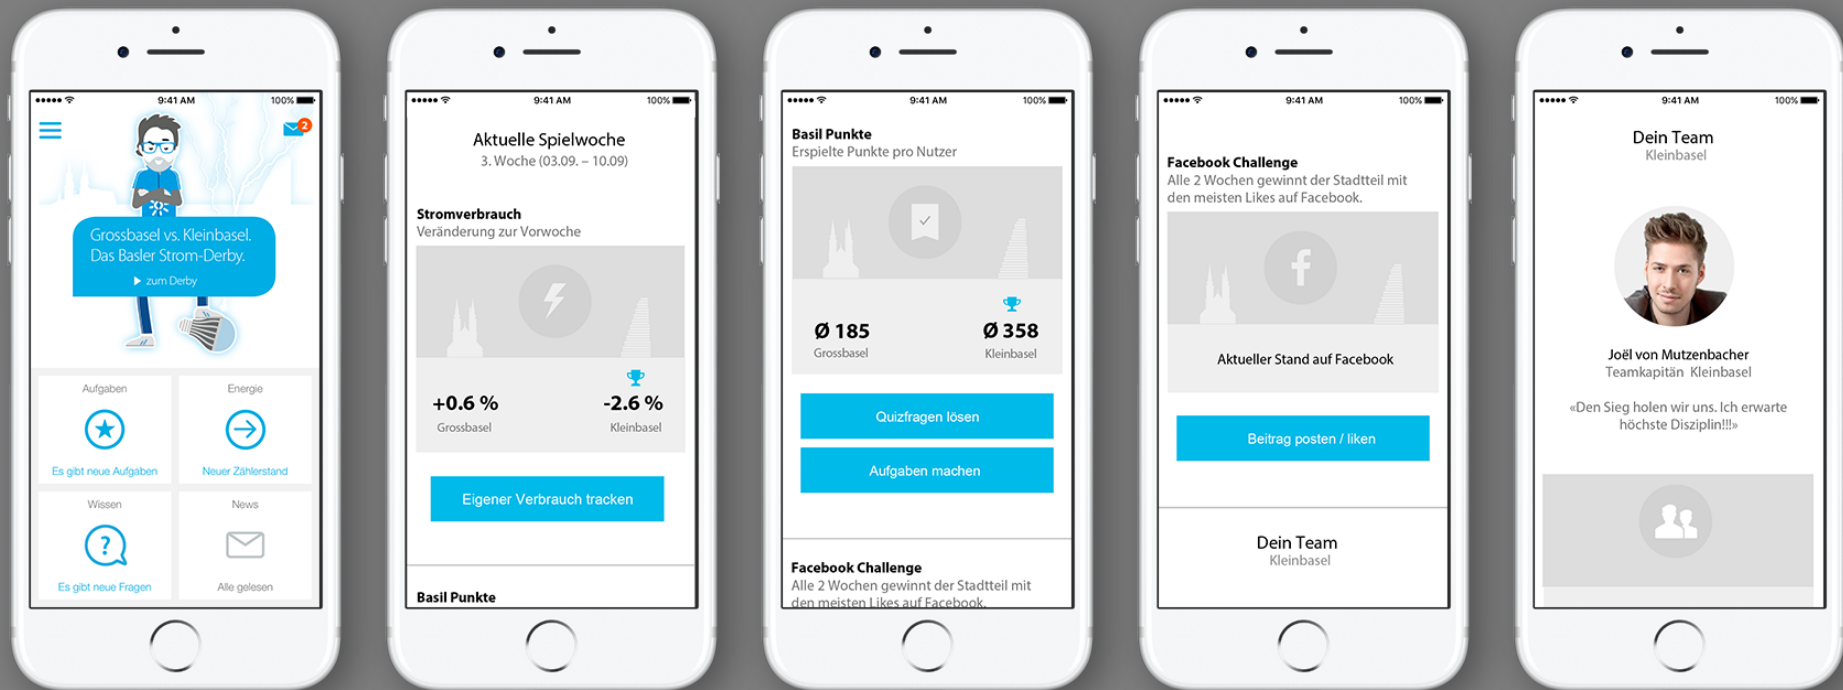 9:41 AM
100%
2
Grossbasel vs. Kleinbasel.
Das Basler Strom-Derby.
zum Derby
Aufgaben
Energie
Es gibt neue Aufgaben
Neuer Zählerstand
Wissen
News
?
Es gibt neue Fragen
Alle gelesen
9:41 AM
100%
Aktuelle Spielwoche
3. Woche (03.09. – 10.09)
Stromverbrauch
Veränderung zur Vorwoche
+0.6 %
-2.6 %
Grossbasel
Kleinbasel
Eigener Verbrauch tracken
Basil Punkte
9:41 AM
100%
Basil Punkte
Erspielte Punkte pro Nutzer
Ø 185
Ø 358
Grossbasel
Kleinbasel
Quizfragen lösen
Aufgaben machen
Facebook Challenge
Alle 2 Wochen gewinnt der Stadtteil mit
den meisten Likes auf Facebook.
9:41 AM
100%
Facebook Challenge
Alle 2 Wochen gewinnt der Stadtteil mit
den meisten Likes auf Facebook.
f
Aktueller Stand auf Facebook
Beitrag posten / liken
Dein Team
Kleinbasel
9:41 AM
100%
Dein Team
Kleinbasel
Joël von Mutzenbacher
Teamkapitän Kleinbasel
«Den Sieg holen wir uns. Ich erwarte
höchste Disziplin!!!»